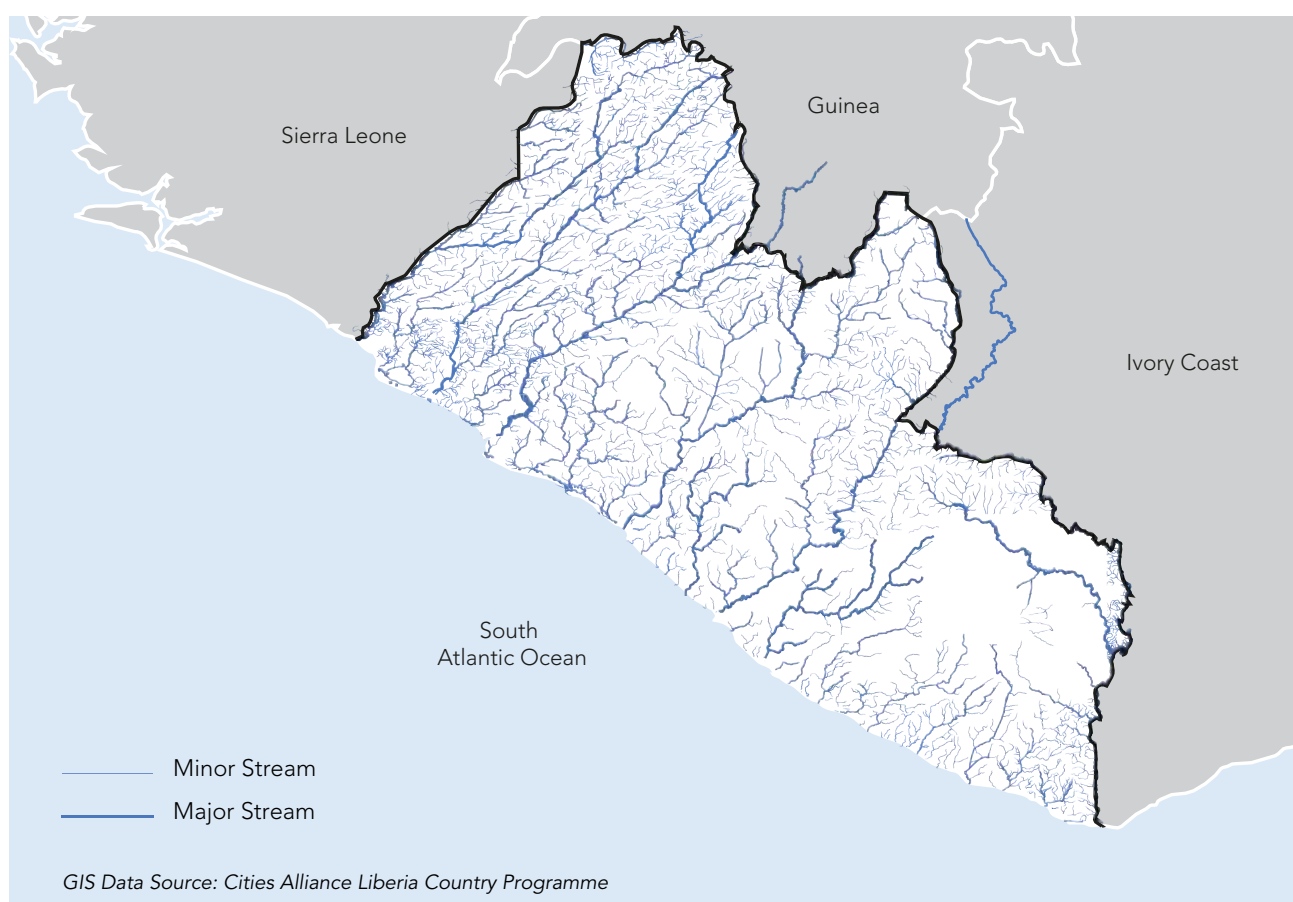 Guinea
Sierra Leone
Ivory Coast
South
Atlantic Ocean
Minor Stream
Major Stream
GIS Data Source: Cities Alliance Liberia Country Programme